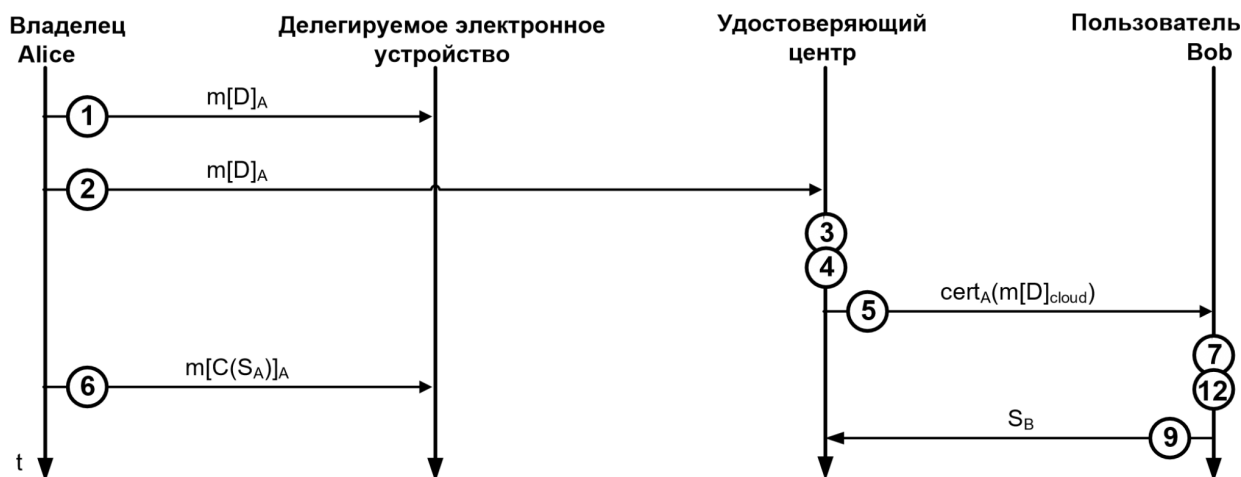 Владелец
Alice
Делегируемое электронное
устройство
Удостоверяющий
центр
Пользователь
Bob
1
m[D]A
2
m[D]A
3
4
5
certA(m[D]cloud)
6
m[C(SA)]A
7
12
SB
9
t